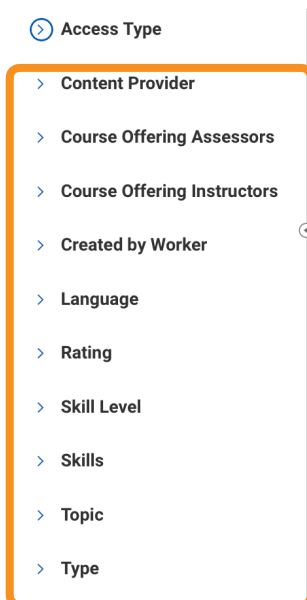 Access Type
Content Provider
Course Offering Assessors
Course Offering Instructors
Created by Worker
Language
Rating
Skill Level
Skills
Topic
Type